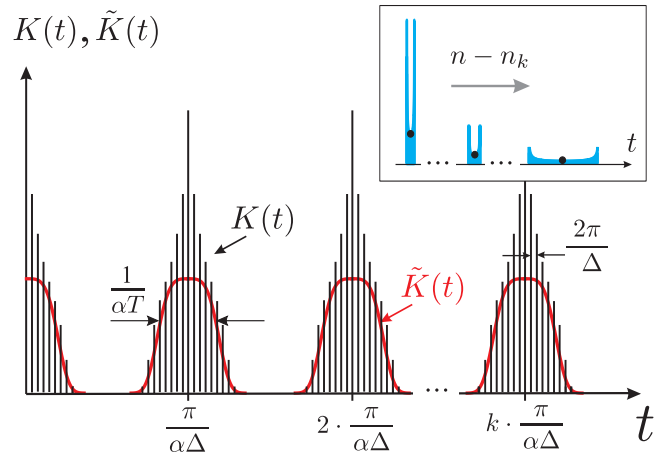 K(t), K̃(t)
n − n_k
t
... ...
K(t)
2π/Δ
K̃(t)
1/αT
...
π/αΔ
2 · π/αΔ
k · π/αΔ
t